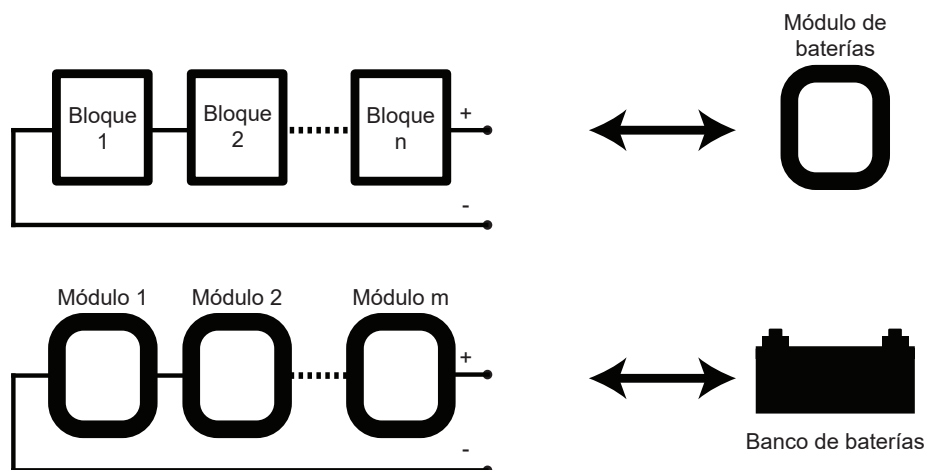 Módulo de
baterías
Bloque
1
Bloque
2
Bloque
n
+
-
Módulo 1
Módulo 2
Módulo m
+
-
Banco de baterías